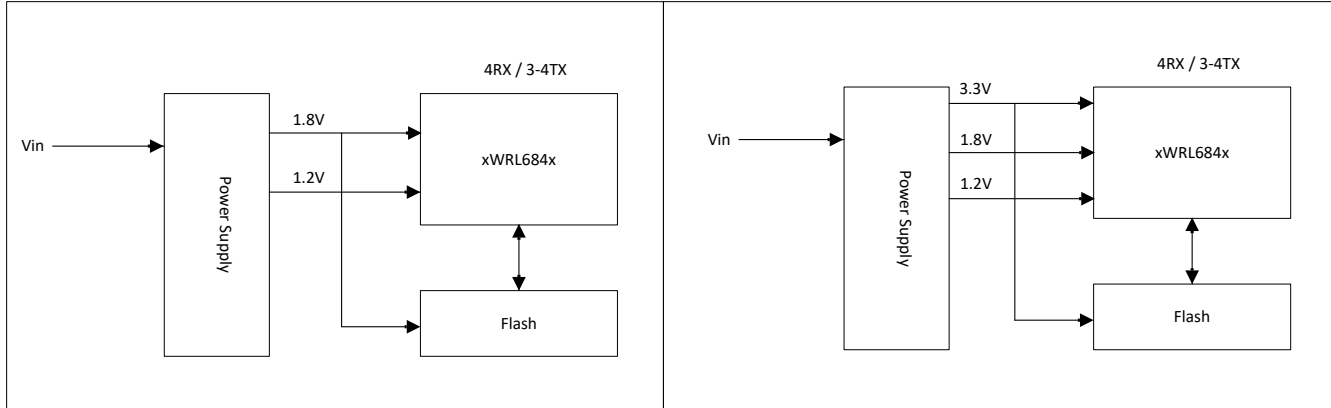 4RX / 3-4TX
1.8V
Vin
xWRL684x
1.2V
Power Supply
Flash
4RX / 3-4TX
3.3V
Vin
1.8V
xWRL684x
1.2V
Power Supply
Flash